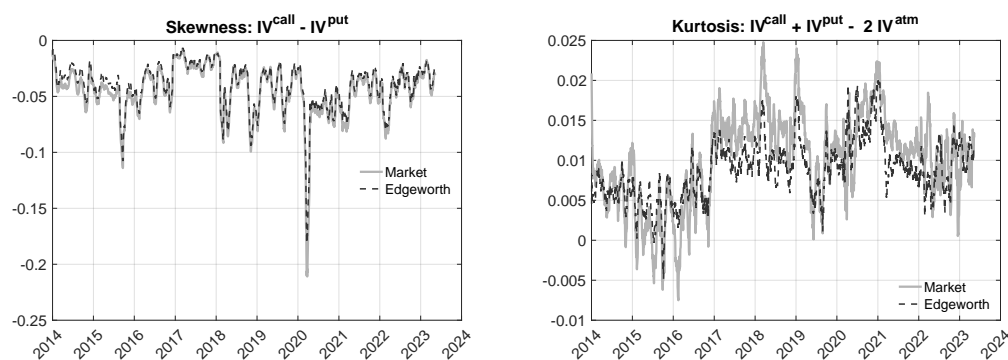 Skewness: IV^call - IV^put
0
-0.05
-0.1
-0.15
-0.2
-0.25
Market
Edgeworth
2014 2015 2016 2017 2018 2019 2020 2021 2022 2023 2024
Kurtosis: IV^call + IV^put - 2 IV^atm
0.025
0.02
0.015
0.01
0.005
0
-0.005
-0.01
Market
Edgeworth
2014 2015 2016 2017 2018 2019 2020 2021 2022 2023 2024